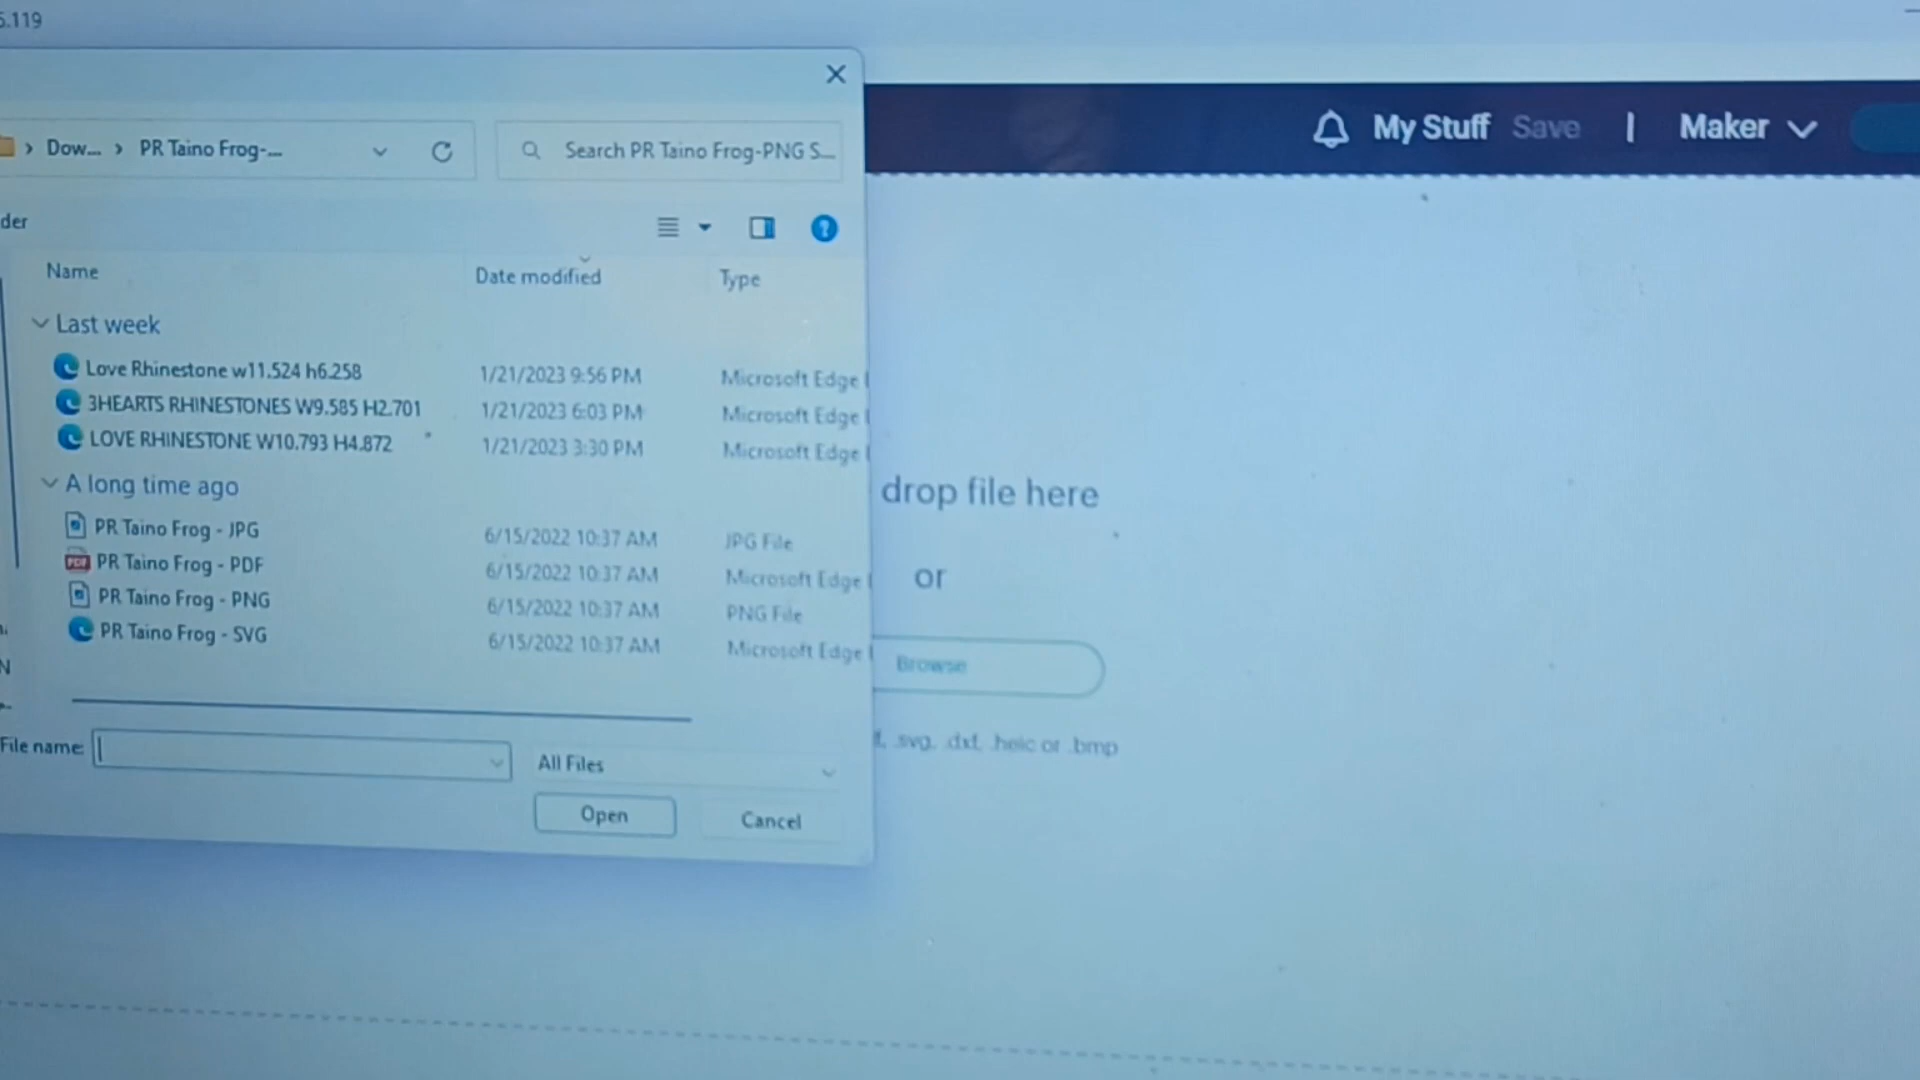 5.119
My Stuff Save | Maker
Dow... > PR Taino Frog-...
Search PR Taino Frog-PNG S...
der
Name Date modified Type
Last week
Love Rhinestone w11.524 h6.258 1/21/2023 9:56 PM Microsoft Edge
3HEARTS RHINESTONES W9.585 H2.701 1/21/2023 6:03 PM Microsoft Edge
LOVE RHINESTONE W10.793 H4.872 1/21/2023 3:30 PM Microsoft Edge
A long time ago
PR Taino Frog - JPG 6/15/2022 10:37 AM JPG File
PR Taino Frog - PDF 6/15/2022 10:37 AM Microsoft Edge
PR Taino Frog - PNG 6/15/2022 10:37 AM PNG File
PR Taino Frog - SVG 6/15/2022 10:37 AM Microsoft Edge
N
File name:
All Files
Open Cancel
drop file here
or
Browse
.svg, .dxf, .heic or .bmp